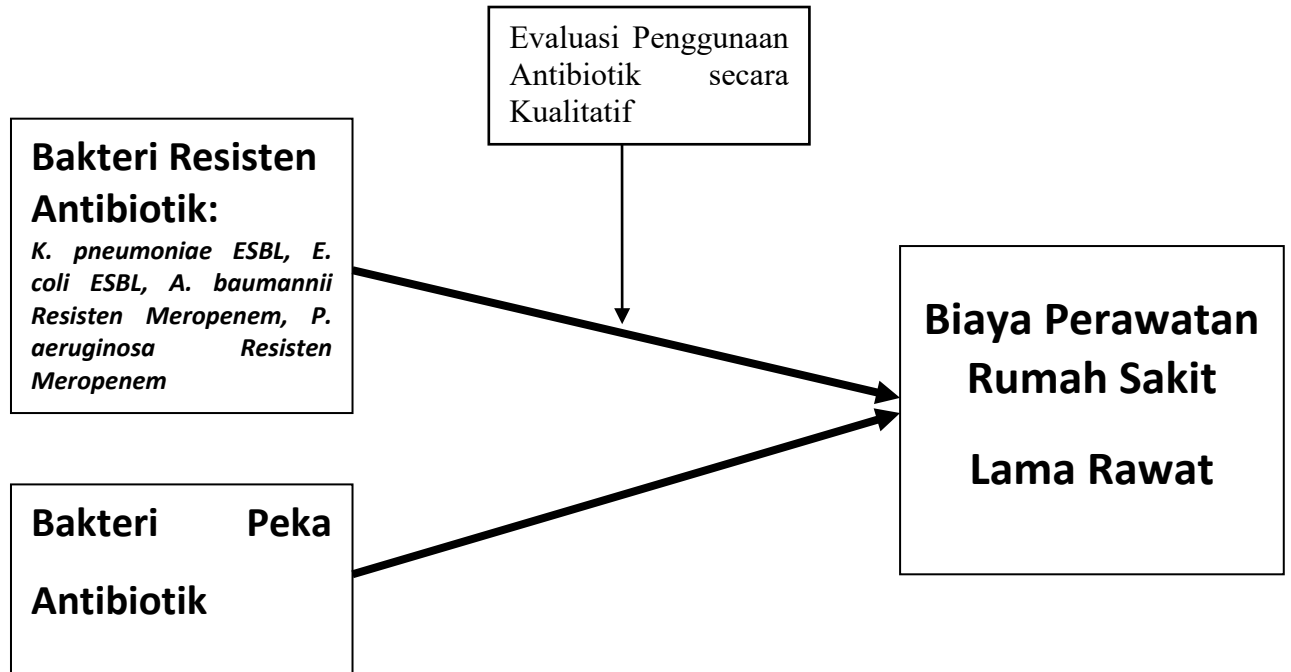 Evaluasi Penggunaan
Antibiotik secara
Kualitatif
Bakteri Resisten
Antibiotik:
K. pneumoniae ESBL, E.
coli ESBL, A. baumannii
Resisten Meropenem, P.
aeruginosa Resisten
Meropenem
Biaya Perawatan
Rumah Sakit
Lama Rawat
Bakteri Peka
Antibiotik